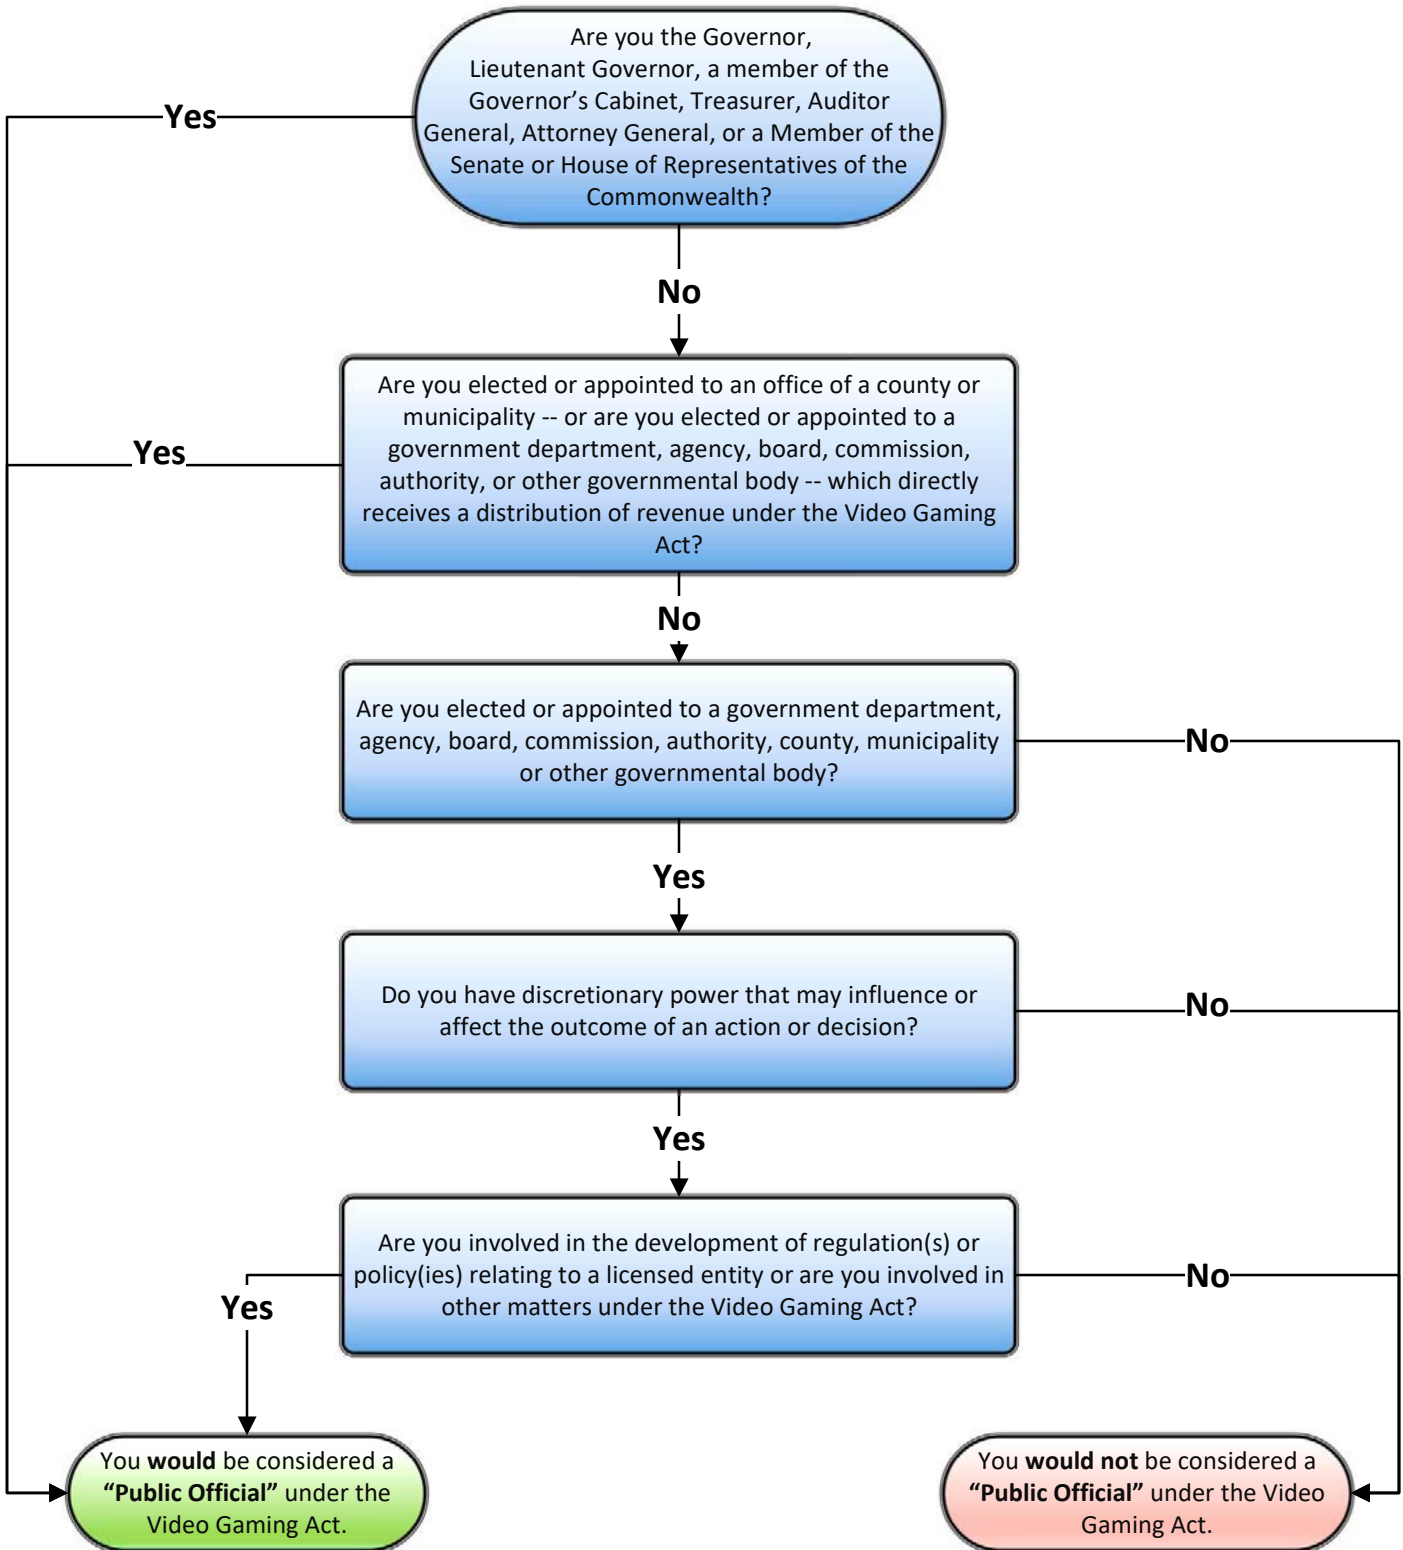 Are you the Governor,
Lieutenant Governor, a member of the
Governor’s Cabinet, Treasurer, Auditor
General, Attorney General, or a Member of the
Senate or House of Representatives of the
Commonwealth?
Yes
No
Are you elected or appointed to an office of a county or
municipality -- or are you elected or appointed to a
government department, agency, board, commission,
authority, or other governmental body -- which directly
receives a distribution of revenue under the Video Gaming
Act?
Yes
No
Are you elected or appointed to a government department,
agency, board, commission, authority, county, municipality
or other governmental body?
No
Yes
Do you have discretionary power that may influence or
affect the outcome of an action or decision?
No
Yes
Are you involved in the development of regulation(s) or
policy(ies) relating to a licensed entity or are you involved in
other matters under the Video Gaming Act?
No
Yes
You would be considered a
“Public Official” under the
Video Gaming Act.
You would not be considered a
“Public Official” under the Video
Gaming Act.